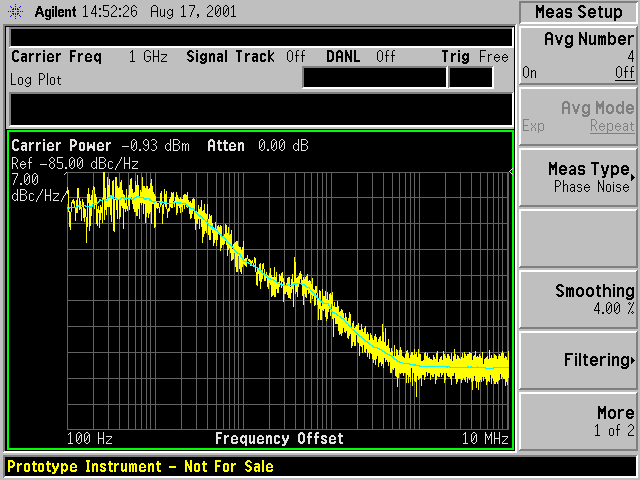 Agilent 14:52:26 Aug 17, 2001
Meas Setup
Carrier Freq 1 GHz Signal Track Off DANL Off Trig Free
Log Plot
Carrier Power -0.93 dBm Atten 0.00 dB
Ref -85.00 dBc/Hz
7.00
dBc/Hz/
100 Hz Frequency Offset 10 MHz
Prototype Instrument - Not For Sale
Avg Number
4
On Off
Avg Mode
Exp Repeat
Meas Type
Phase Noise
Smoothing
4.00 %
Filtering
More
1 of 2